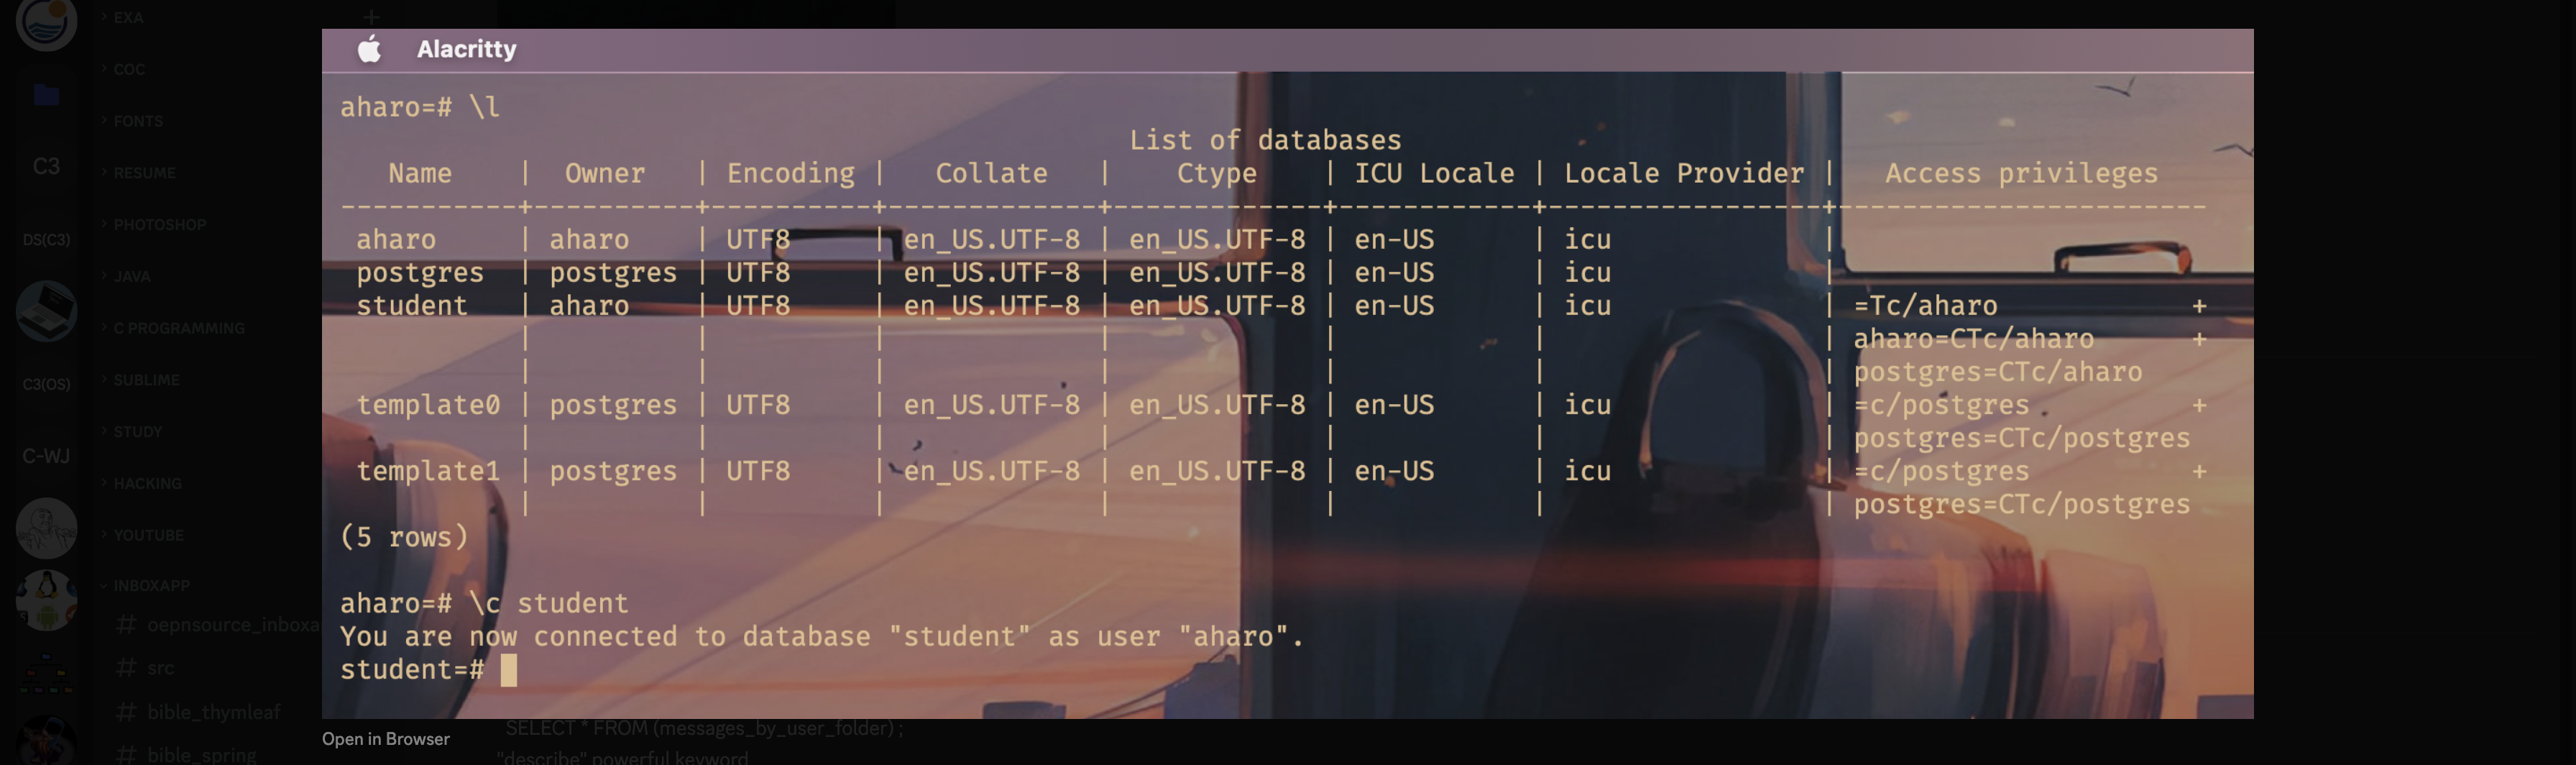 EXA
COC
FONTS
C3
RESUME
PHOTOSHOP
DS(C3)
JAVA
C PROGRAMMING
SUBLIME
C3(OS)
STUDY
C-WJ
HACKING
YOUTUBE
INBOXAPP
# oepnsource_inboxa
# src
# bible_thymleaf
# bible_spring
Alacritty
aharo=# \l
List of databases
Name | Owner | Encoding | Collate | Ctype | ICU Locale | Locale Provider | Access privileges
-----------+----------+----------+-------------+-------------+------------+-----------------+-----------------------
aharo | aharo | UTF8 | en_US.UTF-8 | en_US.UTF-8 | en-US | icu |
postgres | postgres | UTF8 | en_US.UTF-8 | en_US.UTF-8 | en-US | icu |
student | aharo | UTF8 | en_US.UTF-8 | en_US.UTF-8 | en-US | icu | =Tc/aharo +
| | | | | | | aharo=CTc/aharo +
| | | | | | | postgres=CTc/aharo
template0 | postgres | UTF8 | en_US.UTF-8 | en_US.UTF-8 | en-US | icu | =c/postgres +
| | | | | | | postgres=CTc/postgres
template1 | postgres | UTF8 | en_US.UTF-8 | en_US.UTF-8 | en-US | icu | =c/postgres +
| | | | | | | postgres=CTc/postgres
(5 rows)
aharo=# \c student
You are now connected to database "student" as user "aharo".
student=#
Open in Browser
SELECT * FROM (messages_by_user_folder) ;
"describe" powerful keyword